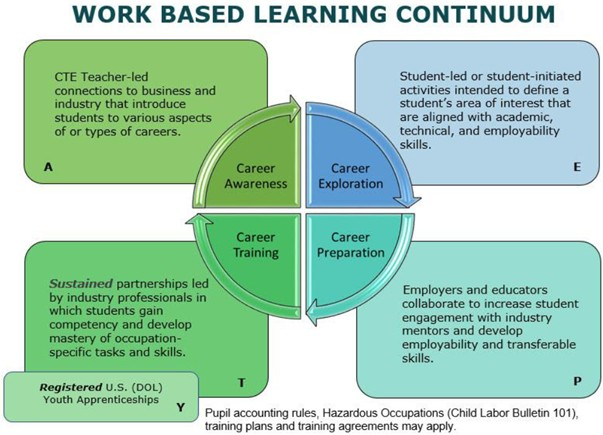 WORK BASED LEARNING CONTINUUM
CTE Teacher-led
connections to business and
industry that introduce
students to various aspects
of or types of careers.
A
Student-led or student-initiated
activities intended to define a
student's area of interest that
are aligned with academic,
technical, and employability
skills.
E
Career
Awareness
Career
Exploration
Career
Training
Career
Preparation
Sustained partnerships led
by industry professionals in
which students gain
competency and develop
mastery of occupation-
specific tasks and skills.
T
Employers and educators
collaborate to increase student
engagement with industry
mentors and develop
employability and transferable
skills.
P
Registered U.S. (DOL)
Youth Apprenticeships
Y
Pupil accounting rules, Hazardous Occupations (Child Labor Bulletin 101),
training plans and training agreements may apply.